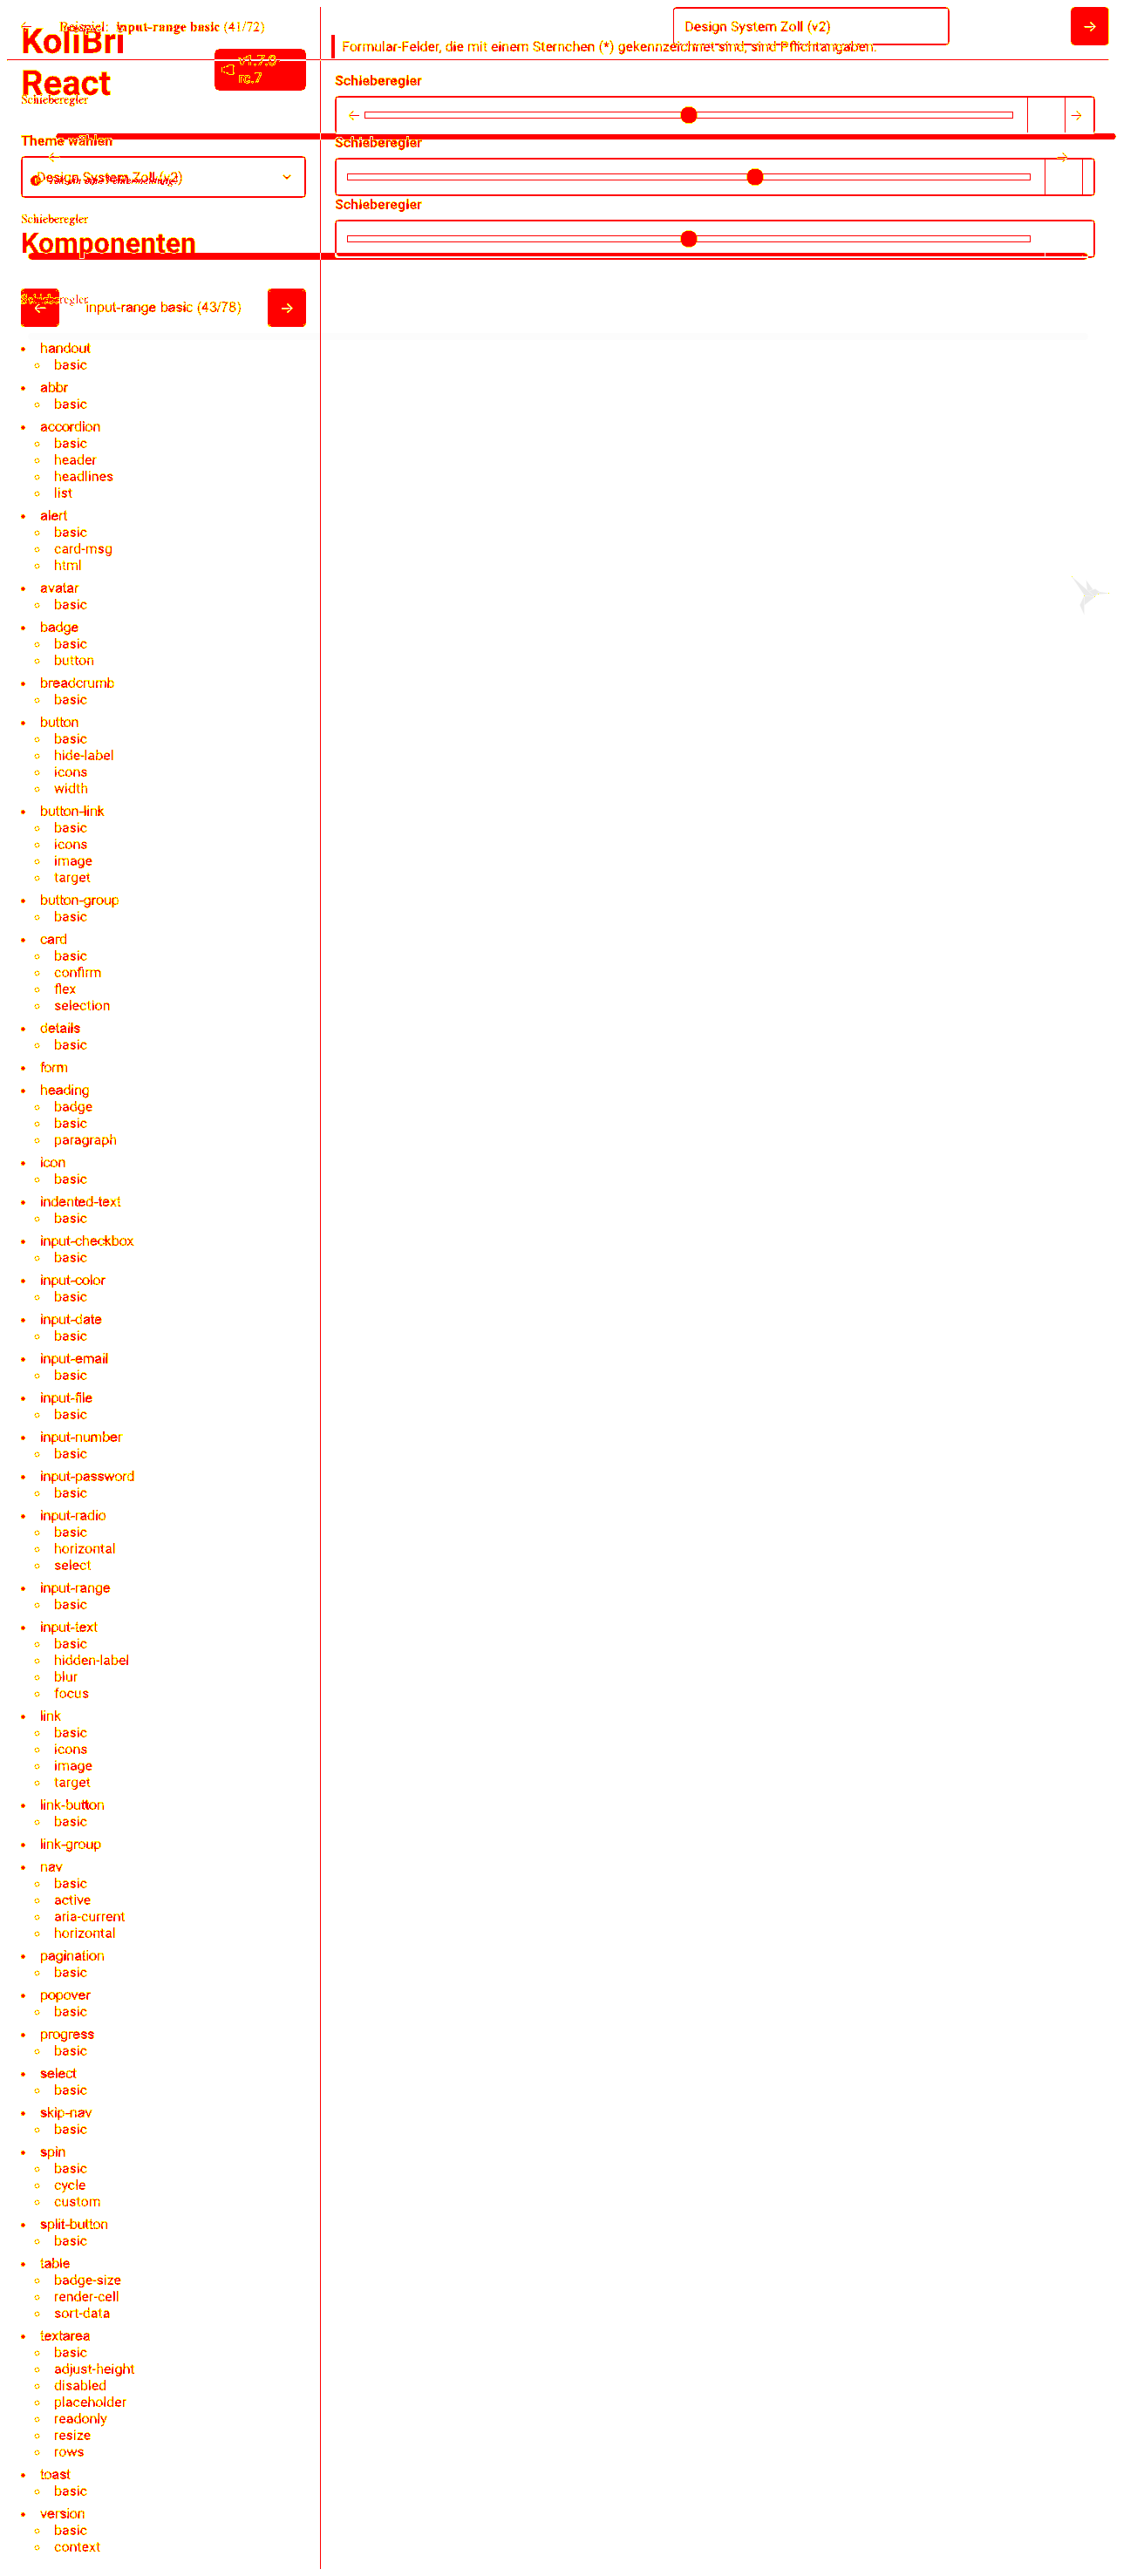 Beispiel: input-range basic (41/72)
Design System Zoll (v2)
KoliBri
React
v1.7.0-
rc.7
Schieberegler
Formular-Felder, die mit einem Sternchen (*) gekennzeichnet sind, sind Pflichtangaben.
Schieberegler
Theme wählen
Schieberegler
Design System Zoll (v2)
Schieberegler
Schieberegler
Komponenten
Schieberegler
input-range basic (43/78)
handout
basic
abbr
basic
accordion
basic
header
headlines
list
alert
basic
card-msg
html
avatar
basic
badge
basic
button
breadcrumb
basic
button
basic
hide-label
icons
width
button-link
basic
icons
image
target
button-group
basic
card
basic
confirm
flex
selection
details
basic
form
heading
badge
basic
paragraph
icon
basic
indented-text
basic
input-checkbox
basic
input-color
basic
input-date
basic
input-email
basic
input-file
basic
input-number
basic
input-password
basic
input-radio
basic
horizontal
select
input-range
basic
input-text
basic
hidden-label
blur
focus
link
basic
icons
image
target
link-button
basic
link-group
nav
basic
active
aria-current
horizontal
pagination
basic
popover
basic
progress
basic
select
basic
skip-nav
basic
spin
basic
cycle
custom
split-button
basic
table
badge-size
render-cell
sort-data
textarea
basic
adjust-height
disabled
placeholder
readonly
resize
rows
toast
basic
version
basic
context